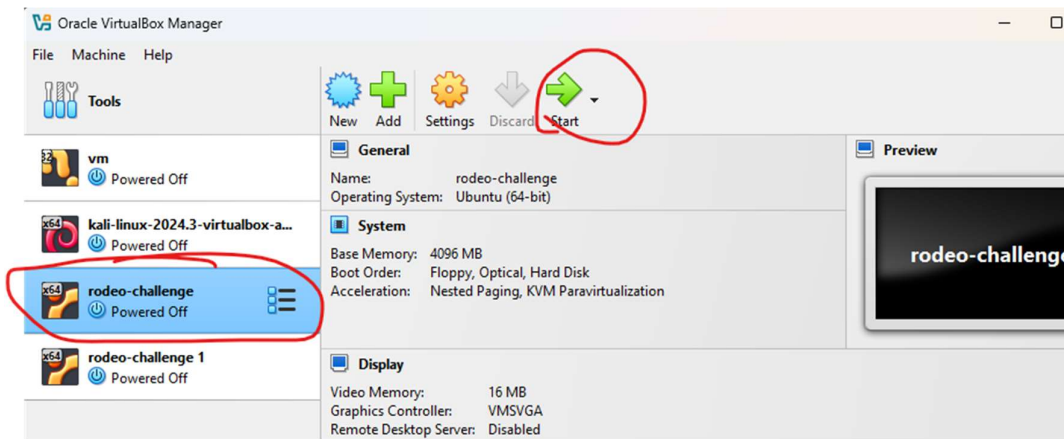 Oracle VirtualBox Manager
File Machine Help
Tools
New Add Settings Discard Start
vm
Powered Off
kali-linux-2024.3-virtualbox-a...
Powered Off
rodeo-challenge
Powered Off
rodeo-challenge 1
Powered Off
General
Name: rodeo-challenge
Operating System: Ubuntu (64-bit)
System
Base Memory: 4096 MB
Boot Order: Floppy, Optical, Hard Disk
Acceleration: Nested Paging, KVM Paravirtualization
Display
Video Memory: 16 MB
Graphics Controller: VMSVGA
Remote Desktop Server: Disabled
Preview
rodeo-challenge